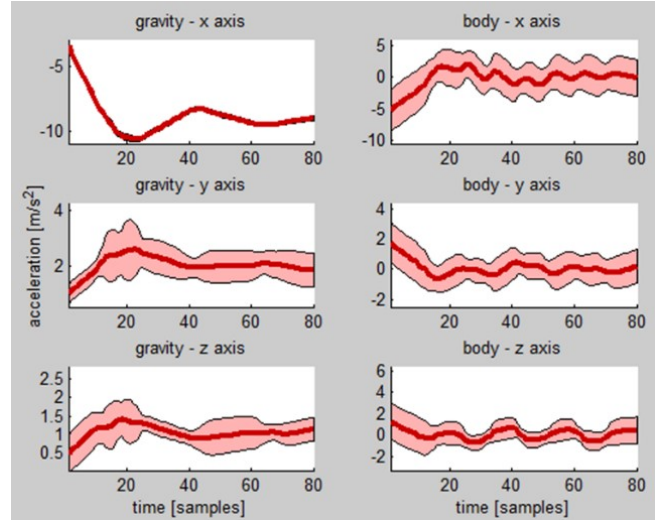 gravity - x axis
body - x axis
-5
-10
20 40 60 80
5
0
-5
-10
20 40 60 80
gravity - y axis
body - y axis
acceleration [m/s²]
4
2
20 40 60 80
4
2
0
-2
20 40 60 80
gravity - z axis
body - z axis
2.5
2
1.5
1
0.5
20 40 60 80
6
4
2
0
-2
20 40 60 80
time [samples]
time [samples]